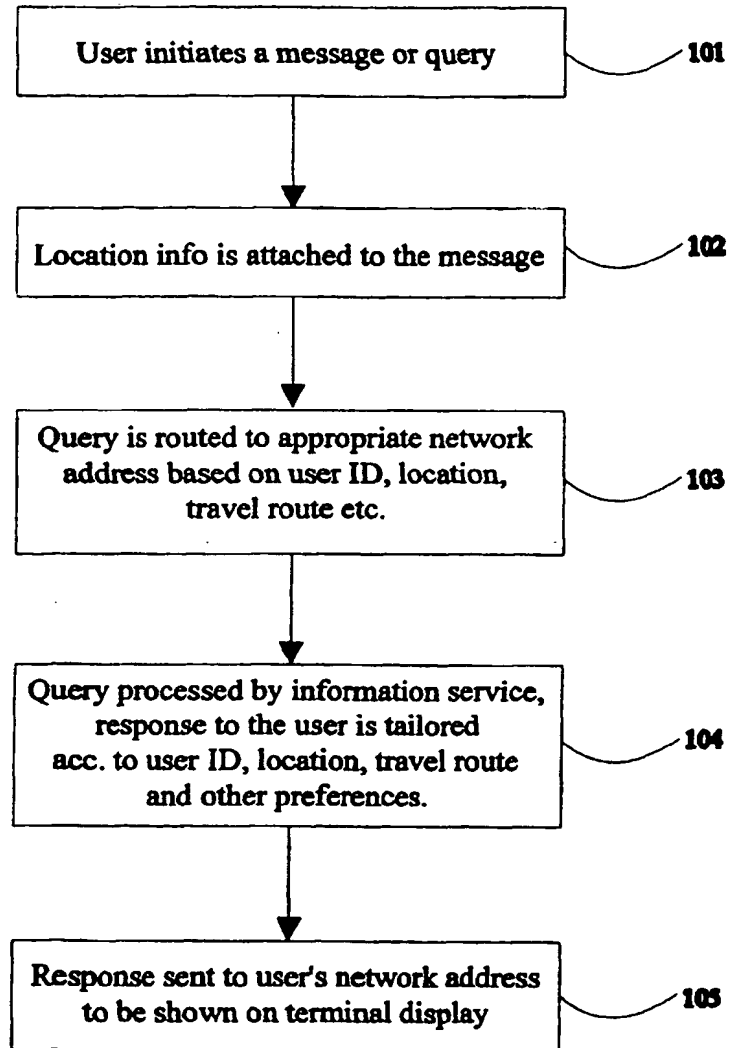 User initiates a message or query
101
Location info is attached to the message
102
Query is routed to appropriate network
address based on user ID, location,
travel route etc.
103
Query processed by information service,
response to the user is tailored
acc. to user ID, location, travel route
and other preferences.
104
Response sent to user's network address
to be shown on terminal display
105